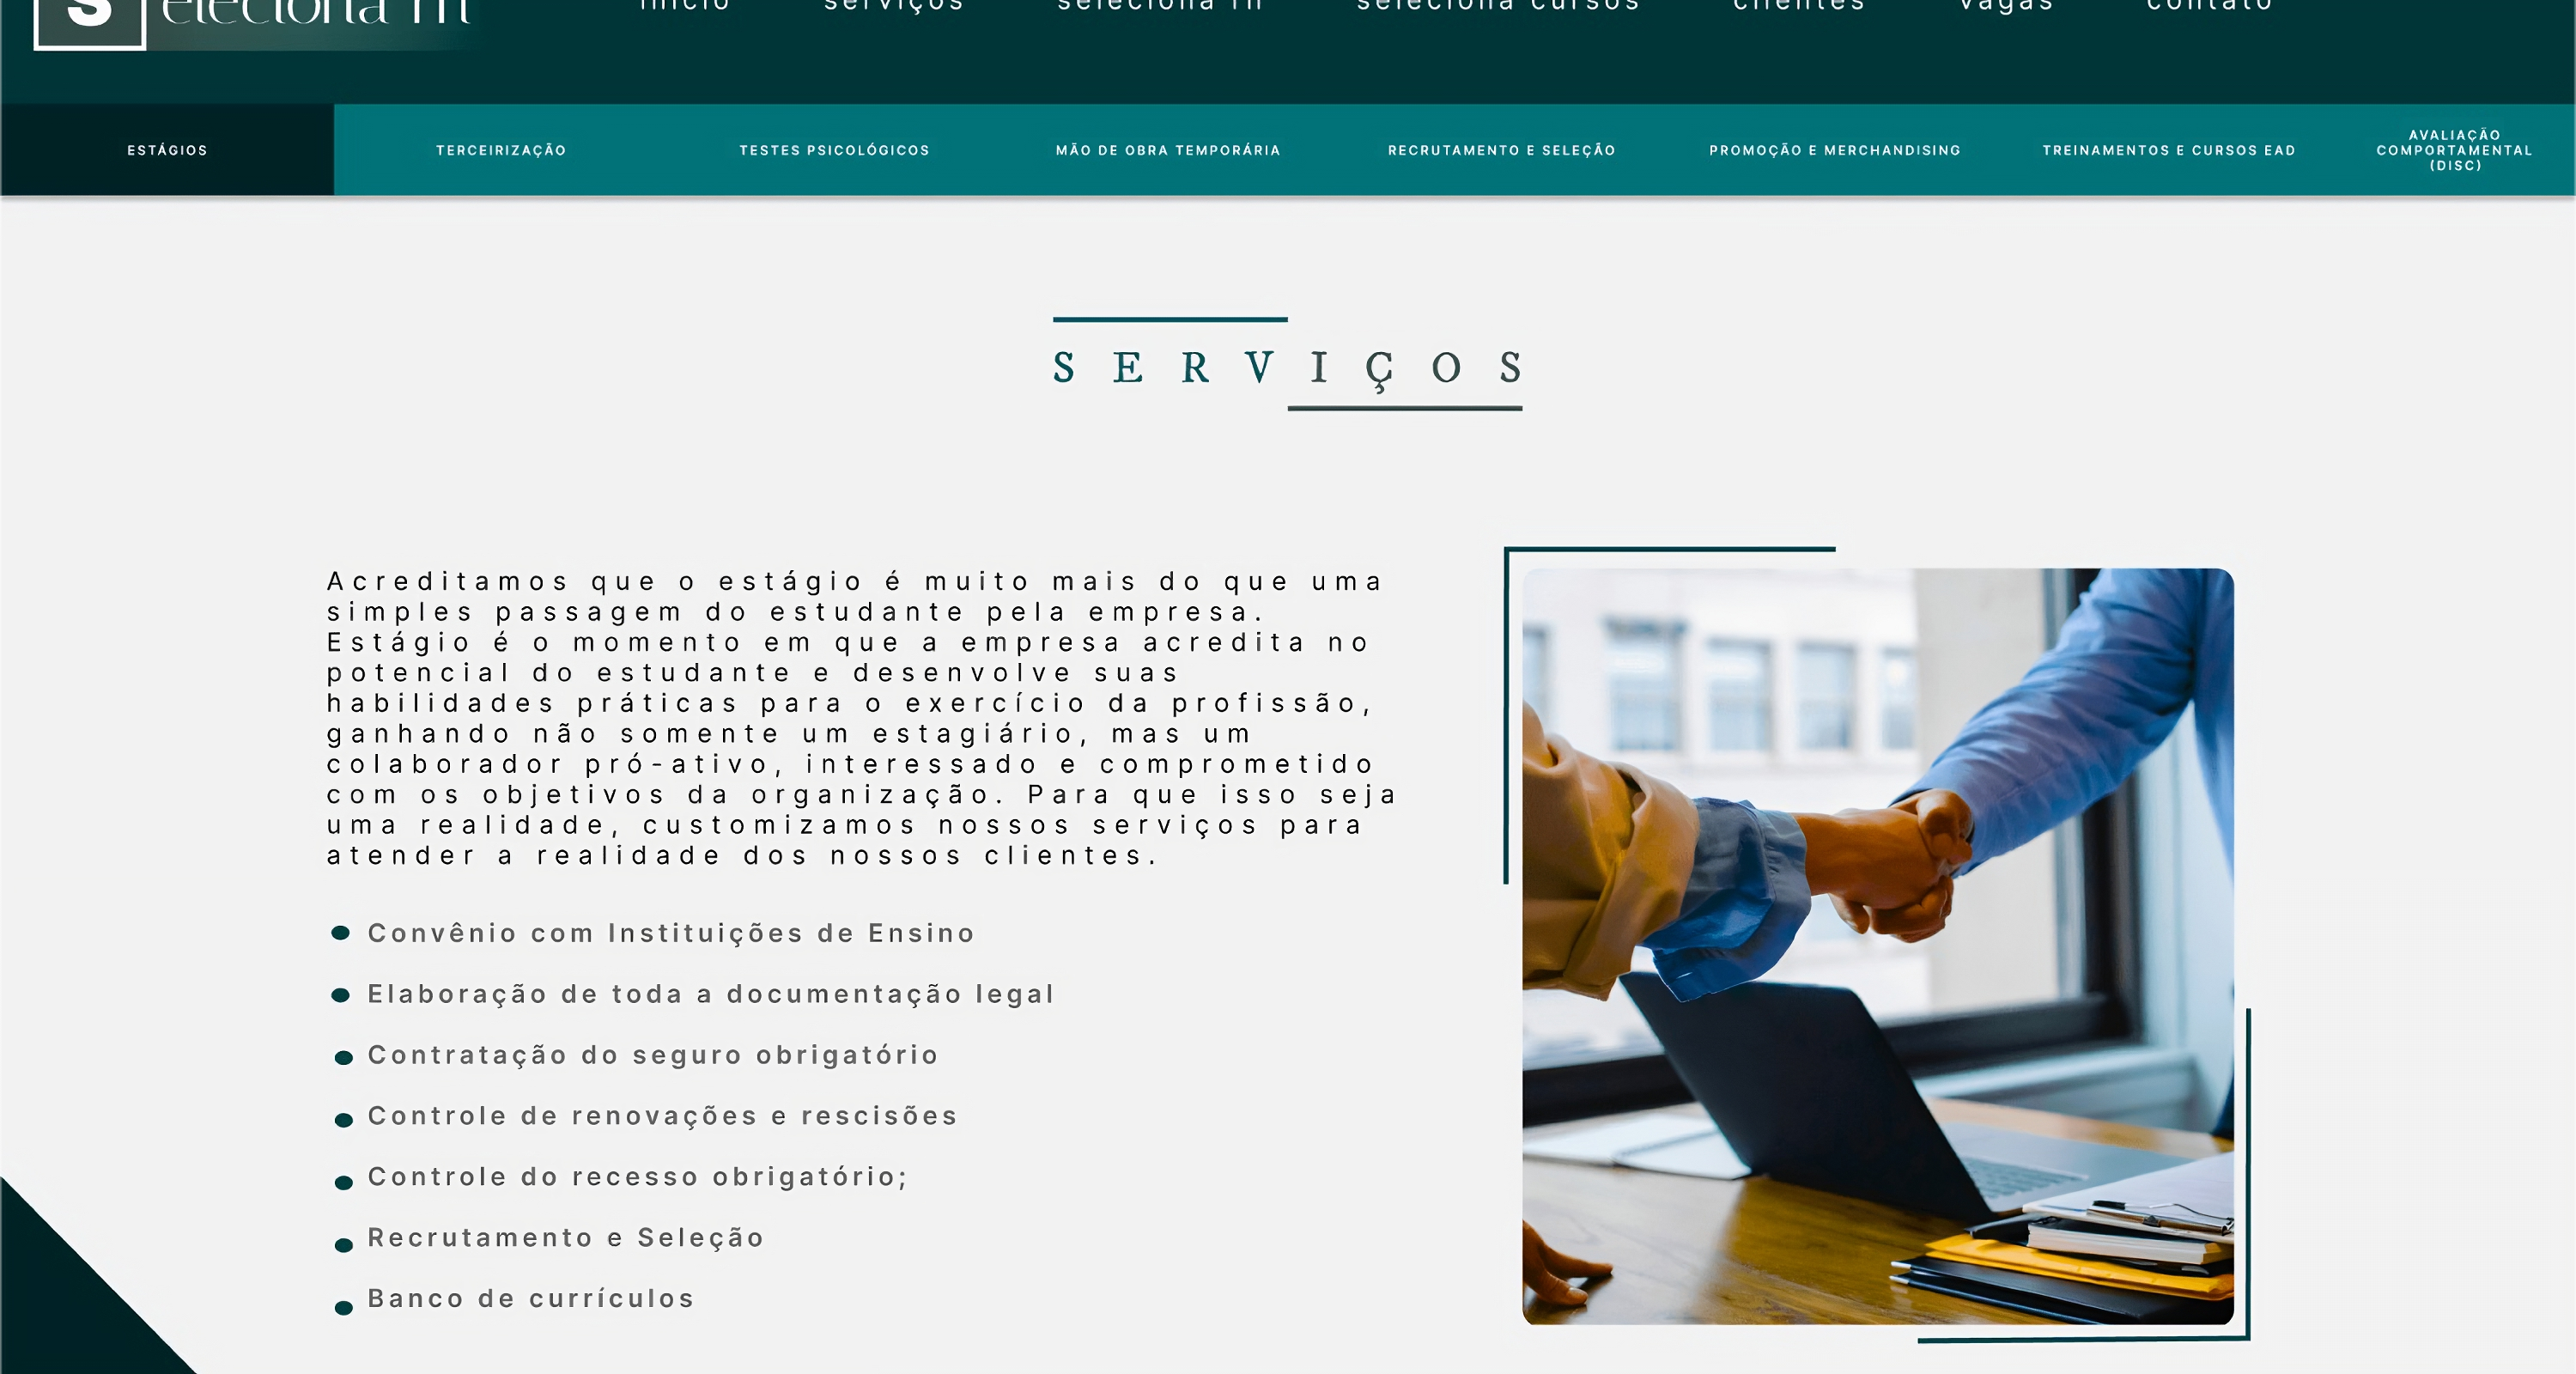 S eleciona rh
início serviços seleciona rh seleciona cursos clientes vagas contato
ESTÁGIOS TERCEIRIZAÇÃO TESTES PSICOLÓGICOS MÃO DE OBRA TEMPORÁRIA RECRUTAMENTO E SELEÇÃO PROMOÇÃO E MERCHANDISING TREINAMENTOS E CURSOS EAD
AVALIAÇÃO
COMPORTAMENTAL
(DISC)
SERVIÇOS
Acreditamos que o estágio é muito mais do que uma
simples passagem do estudante pela empresa.
Estágio é o momento em que a empresa acredita no
potencial do estudante e desenvolve suas
habilidades práticas para o exercício da profissão,
ganhando não somente um estagiário, mas um
colaborador pró-ativo, interessado e comprometido
com os objetivos da organização. Para que isso seja
uma realidade, customizamos nossos serviços para
atender a realidade dos nossos clientes.
Convênio com Instituições de Ensino
Elaboração de toda a documentação legal
Contratação do seguro obrigatório
Controle de renovações e rescisões
Controle do recesso obrigatório;
Recrutamento e Seleção
Banco de currículos